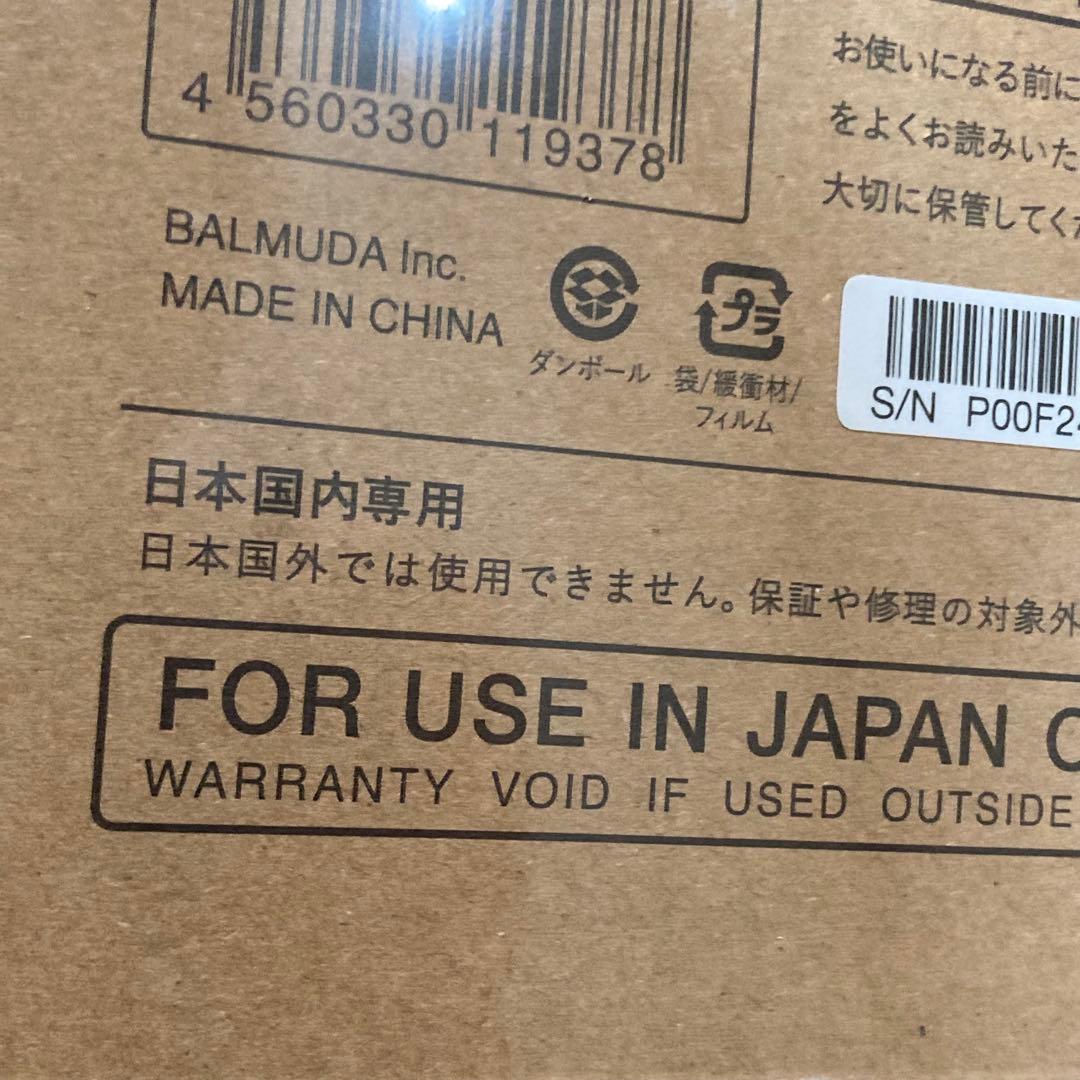 4 560330 119378
お使いになる前に
をよくお読みいた
大切に保管してくだ
BALMUDA Inc.
MADE IN CHINA
ダンボール
プラ
袋/緩衝材/
フィルム
S/N P00F24
日本国内専用
日本国外では使用できません。保証や修理の対象外
FOR USE IN JAPAN O
WARRANTY VOID IF USED OUTSIDE